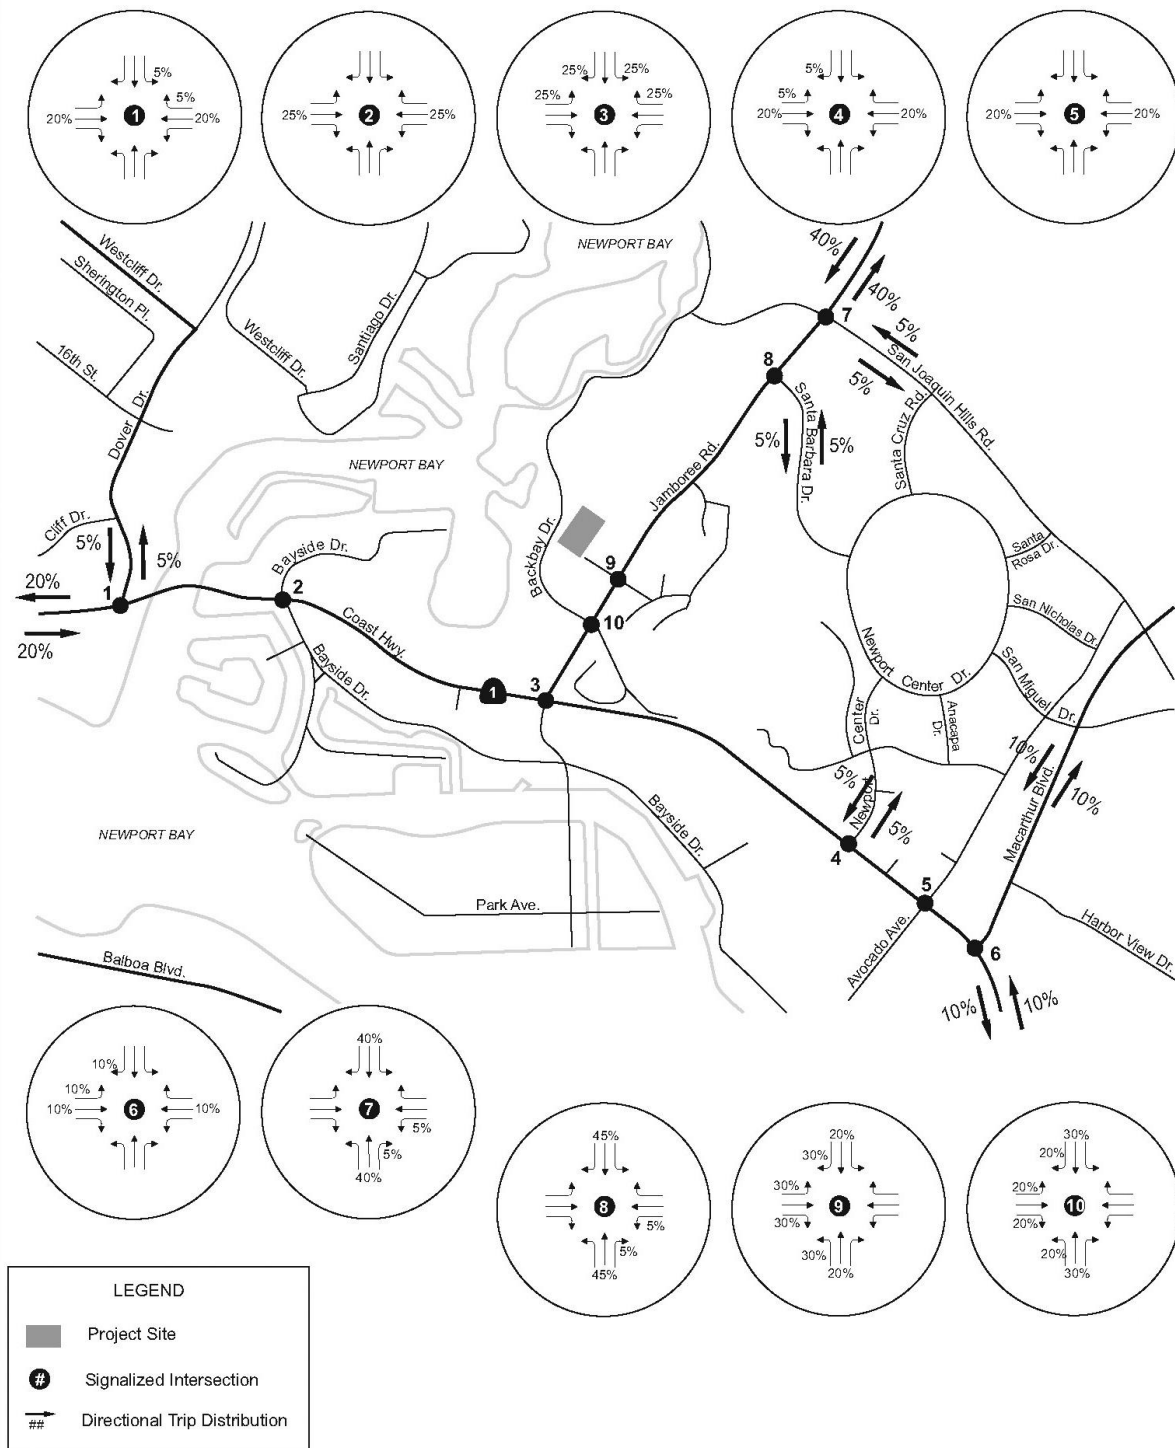 5%
5%
20%
1
20%
25%
2
25%
25%
25%
25%
3
25%
5%
5%
20%
4
20%
20%
5
20%
NEWPORT BAY
40%
40%
7
5%
5%
San Joaquin Hills Rd.
Westcliff Dr.
Sherington Pl.
16th St.
Dover Dr.
Westcliff Dr.
Santiago Dr.
8
Santa Barbara Dr.
Santa Cruz Rd.
5%
5%
Jamboree Rd.
NEWPORT BAY
Cliff Dr.
5%
5%
20%
1
20%
Bayside Dr.
2
Coast Hwy.
Bayside Dr.
Backbay Dr.
9
10
1
3
Santa
Rosa Dr.
San Nicholas Dr.
San Miguel Dr.
Newport Center Dr.
Center
Dr.
Anacapa
Dr.
Newport
5%
5%
10%
10%
Macarthur Blvd.
4
5
6
Avocado Ave.
Harbor View Dr.
10%
10%
NEWPORT BAY
Bayside Dr.
Park Ave.
Balboa Blvd.
10%
10%
10%
6
10%
40%
7
5%
5%
40%
45%
8
5%
5%
45%
20%
30%
30%
9
30%
30%
20%
30%
20%
20%
10
20%
20%
30%
LEGEND
Project Site
# Signalized Intersection
## Directional Trip Distribution